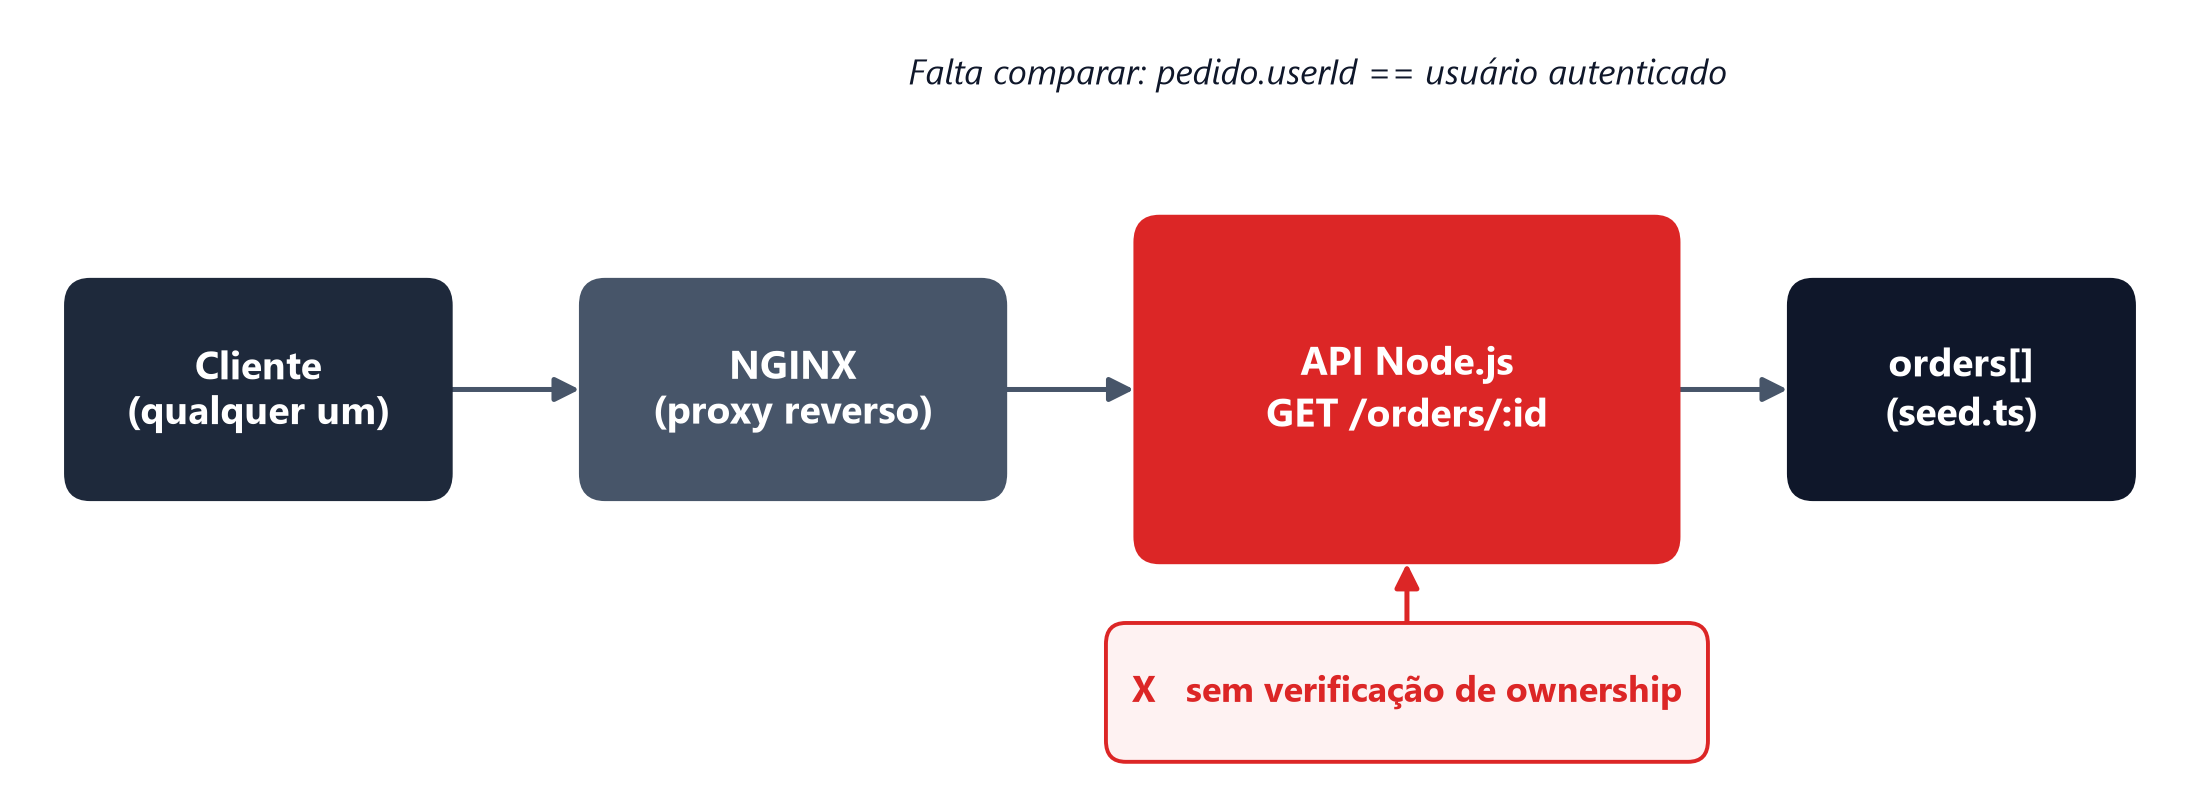 Falta comparar: pedido.userId == usuário autenticado
Cliente
(qualquer um)
NGINX
(proxy reverso)
API Node.js
GET /orders/:id
orders[]
(seed.ts)
X sem verificação de ownership